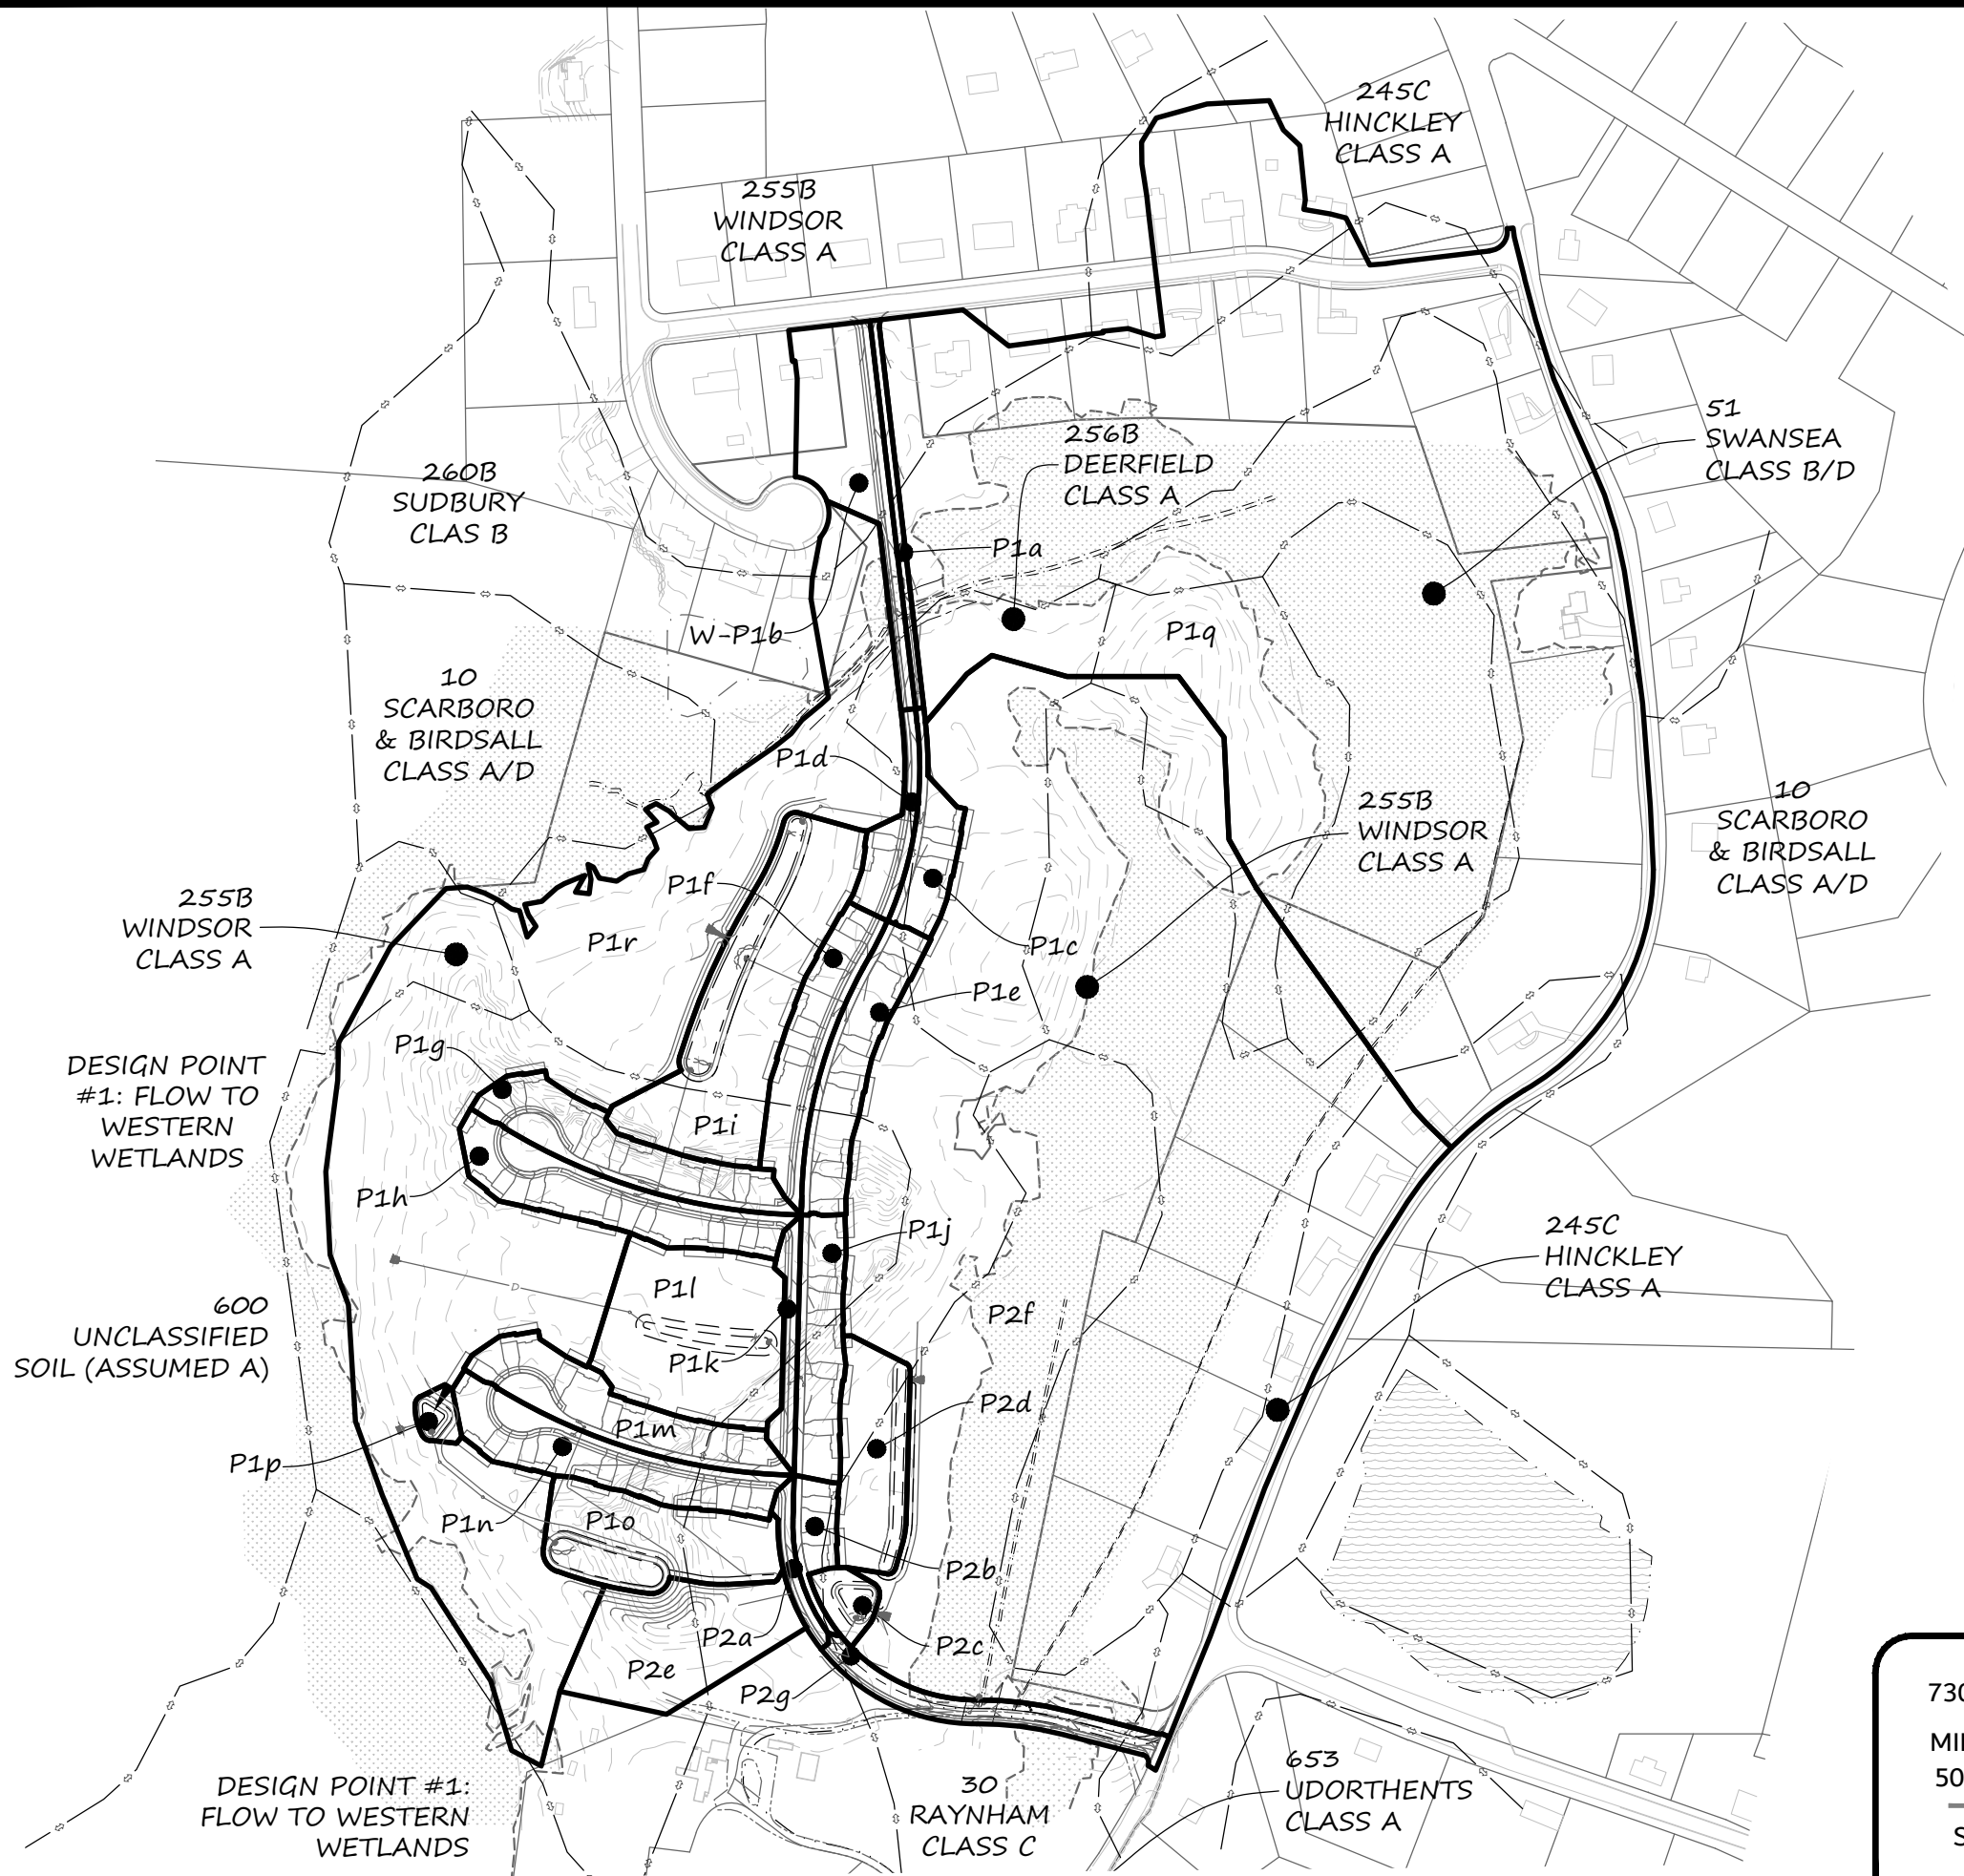 245C
HINCKLEY
CLASS A
255B
WINDSOR
CLASS A
51
SWANSEA
CLASS B/D
256B
DEERFIELD
CLASS A
260B
SUDBURY
CLAS B
P1a
P1q
W-P1b
10
SCARBORO
& BIRDSALL
CLASS A/D
P1d
10
SCARBORO
& BIRDSALL
CLASS A/D
255B
WINDSOR
CLASS A
P1f
255B
WINDSOR
CLASS A
P1r
P1c
P1e
P1g
DESIGN POINT
#1: FLOW TO
WESTERN
WETLANDS
P1i
P1h
P1j
245C
HINCKLEY
CLASS A
P1l
D
600
UNCLASSIFIED
SOIL (ASSUMED A)
P2f
P1k
P2d
P1m
P1p
P1n
P1o
P2b
P2a
P2c
P2e
P2g
DESIGN POINT #1:
FLOW TO WESTERN
WETLANDS
30
RAYNHAM
CLASS C
653
UDORTHENTS
CLASS A
730
MI
50
S